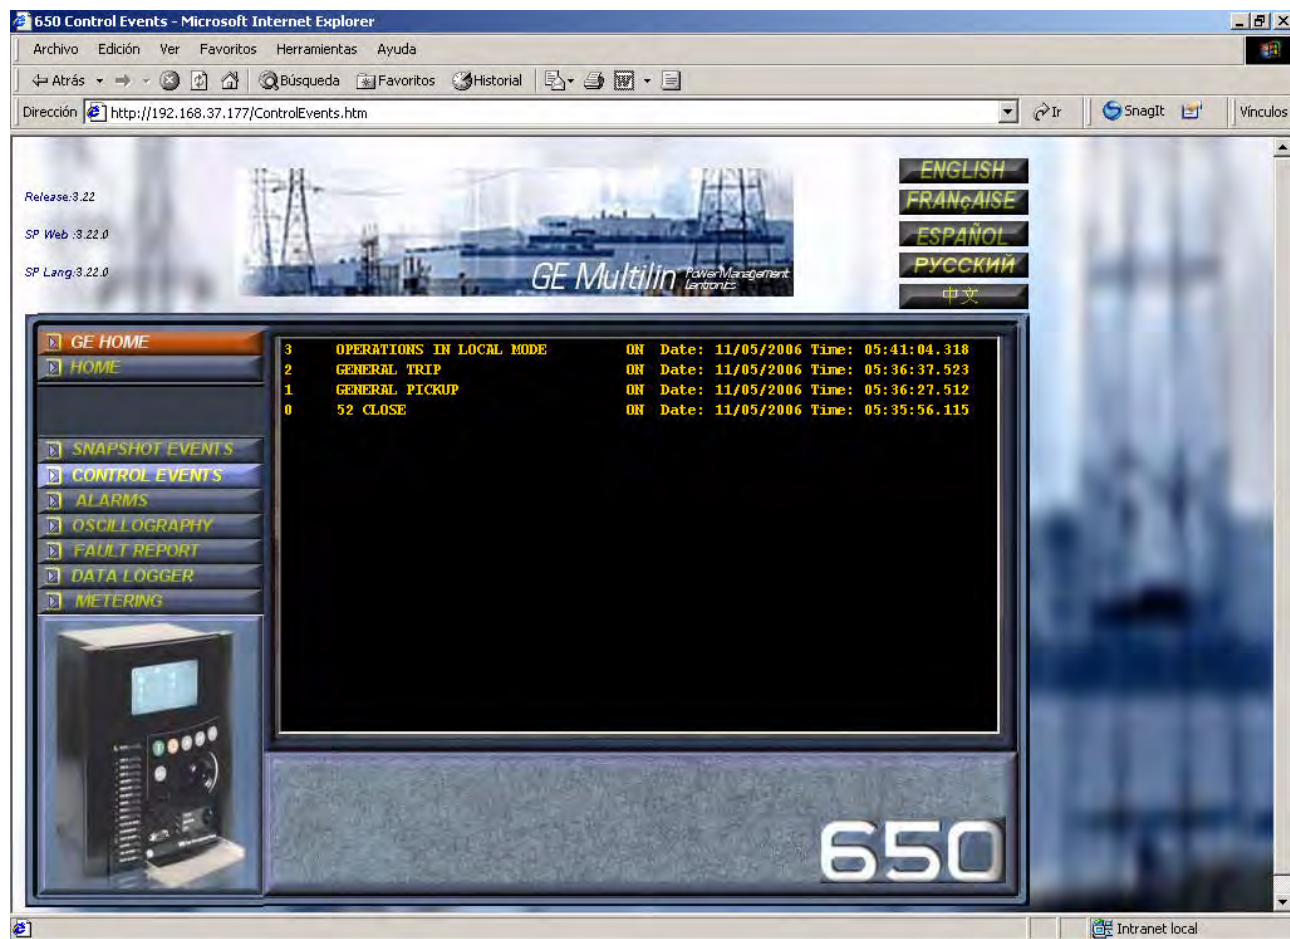 650 Control Events - Microsoft Internet Explorer
Archivo Edición Ver Favoritos Herramientas Ayuda
Atrás Búsqueda Favoritos Historial
Dirección http://192.168.37.177/ControlEvents.htm Ir SnagIt Vínculos
Release:3.22
SP Web :3.22.0
SP Lang:3.22.0
GE Multilin PowerManagement
Lentronics
ENGLISH
FRANçAISE
ESPAÑOL
РУССКИЙ
中文
GE HOME
HOME
SNAPSHOT EVENTS
CONTROL EVENTS
ALARMS
OSCILLOGRAPHY
FAULT REPORT
DATA LOGGER
METERING
3 OPERATIONS IN LOCAL MODE ON Date: 11/05/2006 Time: 05:41:04.318
2 GENERAL TRIP ON Date: 11/05/2006 Time: 05:36:37.523
1 GENERAL PICKUP ON Date: 11/05/2006 Time: 05:36:27.512
0 52 CLOSE ON Date: 11/05/2006 Time: 05:35:56.115
650
Intranet local